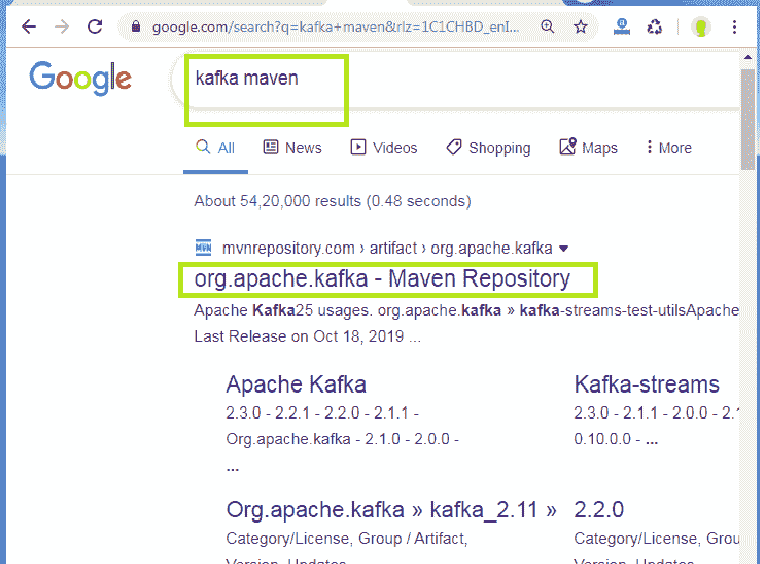 google.com/search?q=kafka+maven&rlz=1C1CHBD_enI...
Google
kafka maven
All News Videos Shopping Maps More
About 54,20,000 results (0.48 seconds)
mvnrepository.com › artifact › org.apache.kafka
org.apache.kafka - Maven Repository
Apache Kafka25 usages. org.apache.kafka » kafka-streams-test-utilsApache
Last Release on Oct 18, 2019 ...
Apache Kafka
2.3.0 - 2.2.1 - 2.2.0 - 2.1.1 -
Org.apache.kafka - 2.1.0 - 2.0.0 -
...
Kafka-streams
2.3.0 - 2.1.1 - 2.0.0 - 2.1
0.10.0.0 - ...
Org.apache.kafka » kafka_2.11 »
Category/License, Group / Artifact,
Version, Updates
2.2.0
Category/License, Grou
Version, Updates